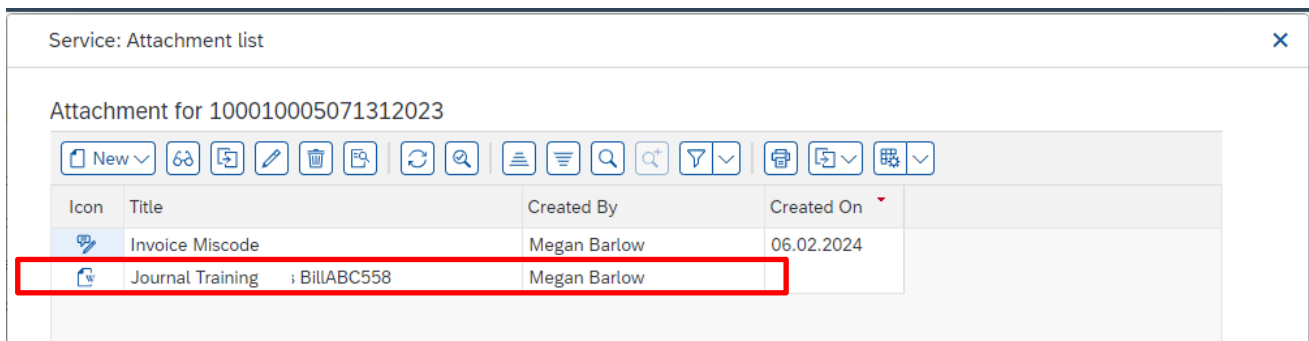 Service: Attachment list
Attachment for 100010005071312023
New
Icon Title Created By Created On
Invoice Miscode Megan Barlow 06.02.2024
Journal Training BillABC558 Megan Barlow